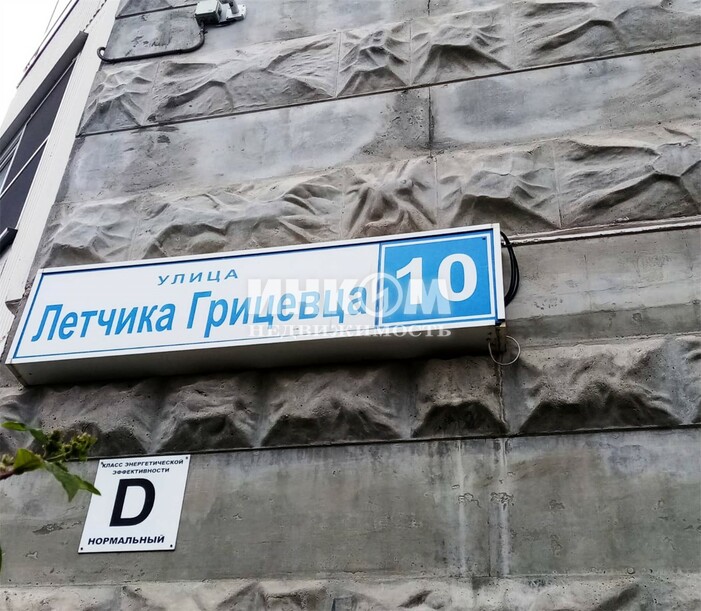 УЛИЦА
Летчика Грицевца 10
ИНКОМ
НЕДВИЖИМОСТЬ
КЛАСС ЭНЕРГЕТИЧЕСКОЙ
ЭФФЕКТИВНОСТИ
D
НОРМАЛЬНЫЙ